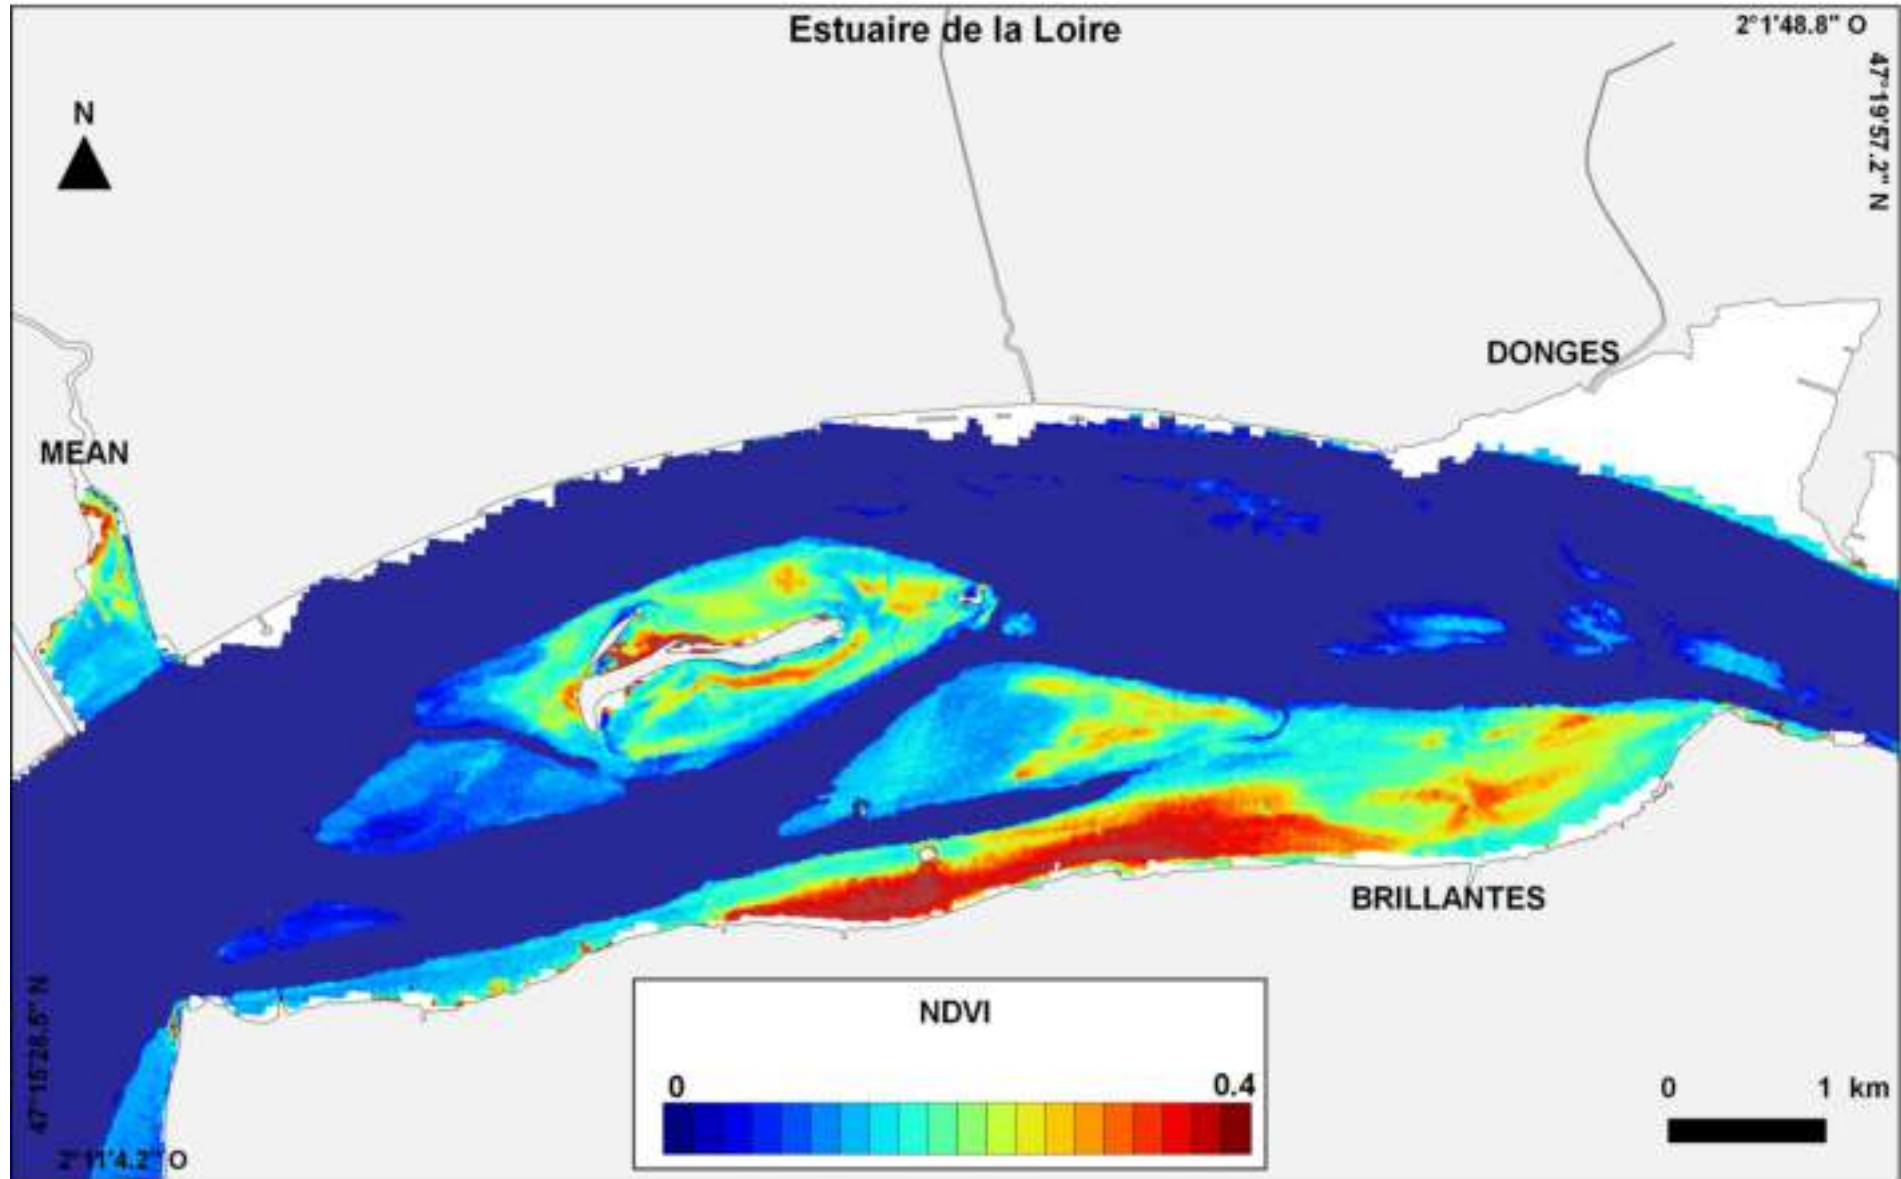 Estuaire de la Loire
2°1'48.8" O
47°19'57.2" N
N
DONGES
MEAN
BRILLANTES
NDVI
0 0.4
0 1 km
47°15'28.5" N
2°11'4.2" O